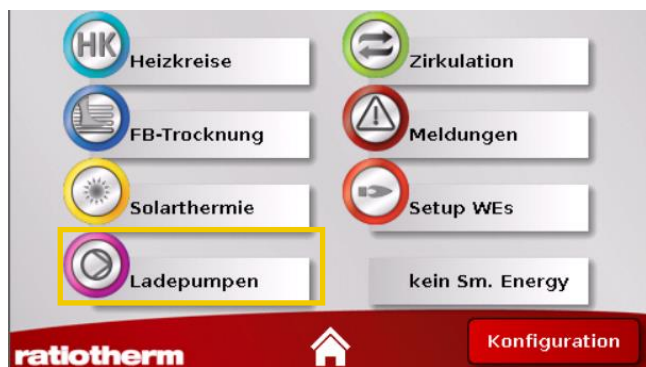 HK Heizkreise
Zirkulation
FB-Trocknung
Meldungen
Solarthermie
Setup WEs
Ladepumpen
kein Sm. Energy
ratiotherm
Konfiguration